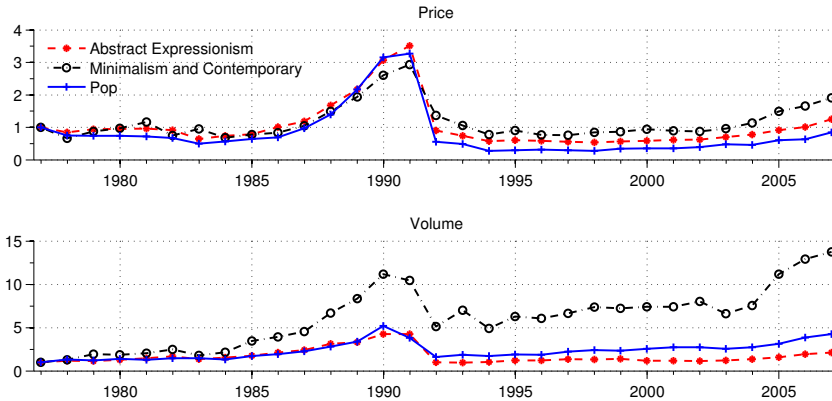 Price
4
3
2
1
0
Abstract Expressionism
Minimalism and Contemporary
Pop
1980 1985 1990 1995 2000 2005
Volume
15
10
5
0
1980 1985 1990 1995 2000 2005